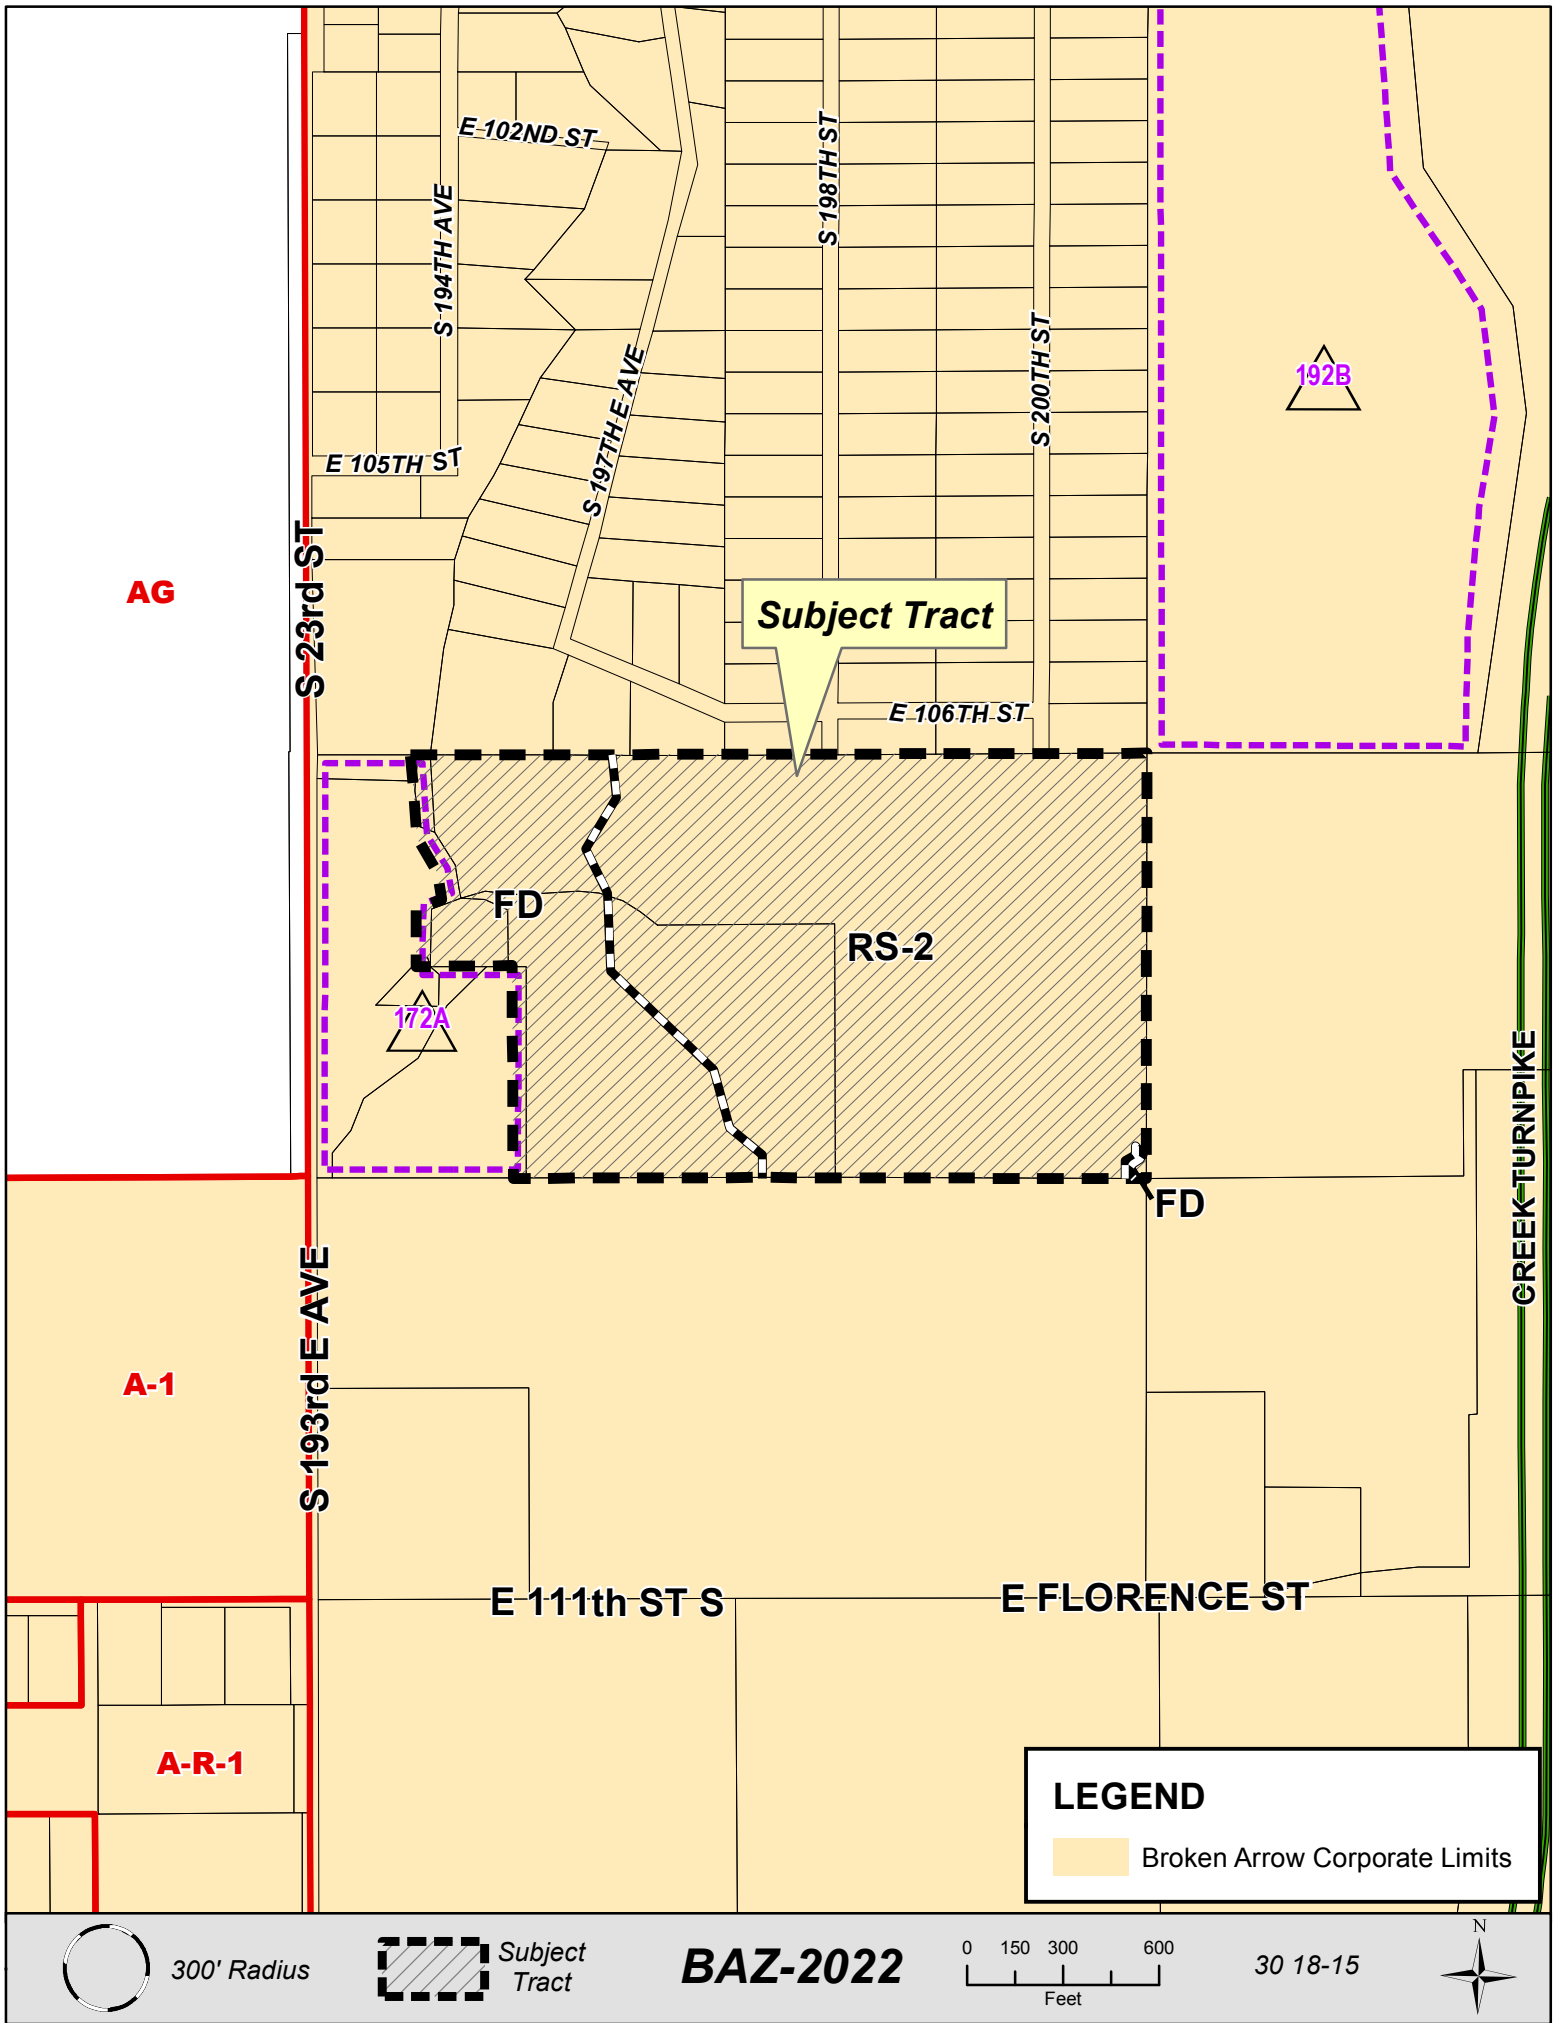 E 102ND ST
S 194TH AVE
S 198TH ST
S 200TH ST
S 197TH E AVE
192B
E 105TH ST
AG
S 23rd ST
Subject Tract
E 106TH ST
FD
RS-2
172A
FD
CREEK TURNPIKE
S 193rd E AVE
A-1
E 111th ST S
E FLORENCE ST
A-R-1
LEGEND
Broken Arrow Corporate Limits
300' Radius
Subject
Tract
BAZ-2022
0 150 300 600
Feet
30 18-15
N